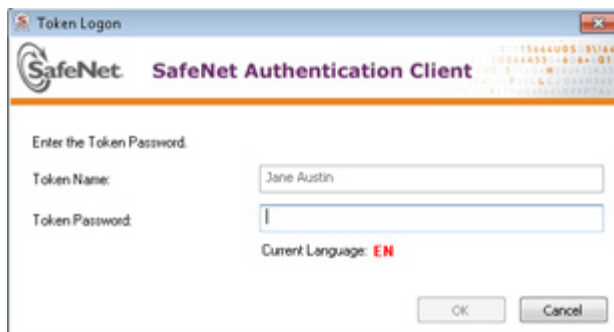 Token Logon
SafeNet. SafeNet Authentication Client
Enter the Token Password.
Token Name: Jane Austin
Token Password:
Current Language: EN
OK Cancel